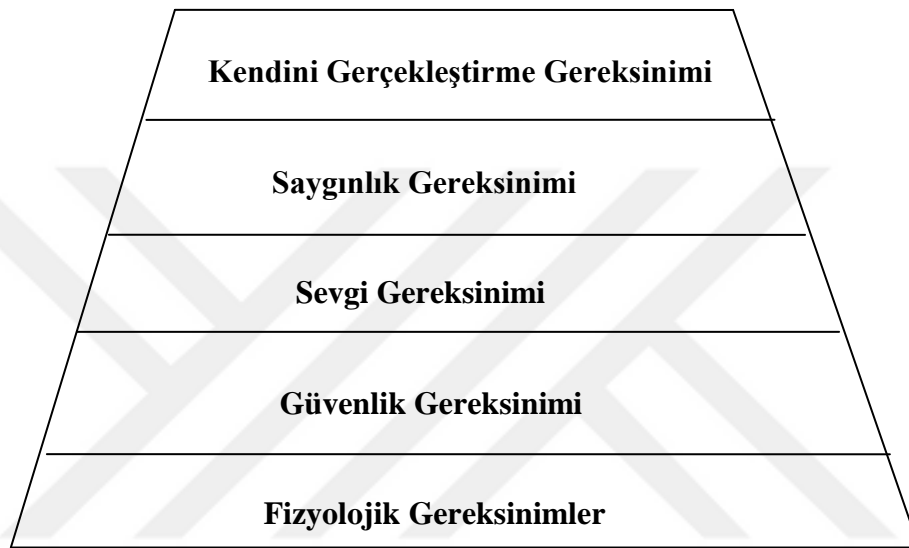 Kendini Gerçekleştirme Gereksinimi
Saygınlık Gereksinimi
Sevgi Gereksinimi
Güvenlik Gereksinimi
Fizyolojik Gereksinimler